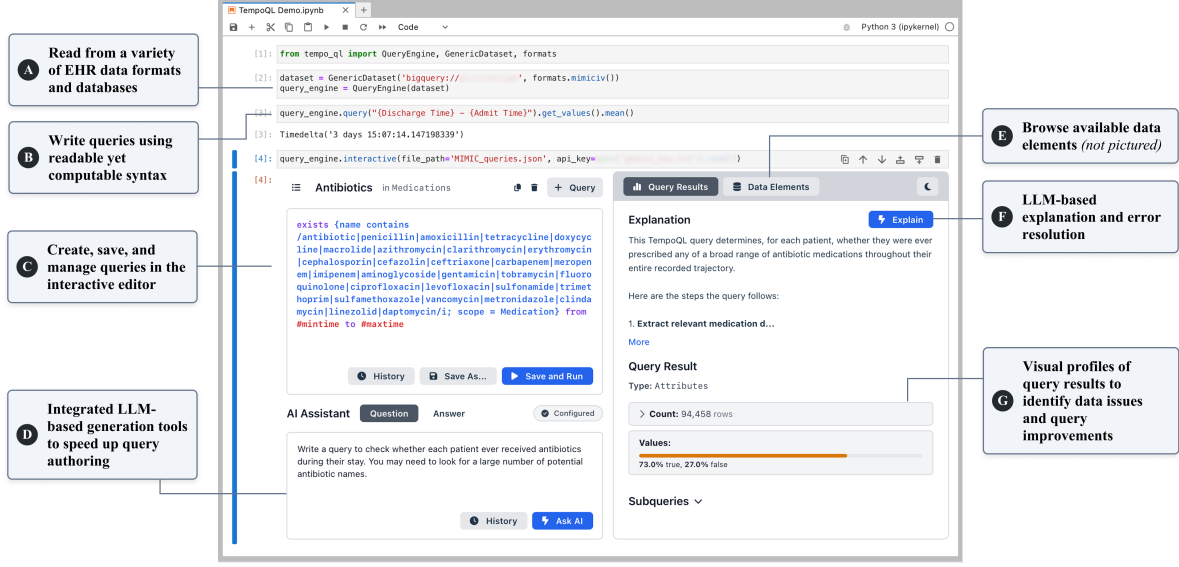 TempoQL Demo.ipynb
Code
Python 3 (ipykernel)
A
Read from a variety
of EHR data formats
and databases
B
Write queries using
readable yet
computable syntax
C
Create, save, and
manage queries in the
interactive editor
D
Integrated LLM-
based generation tools
to speed up query
authoring
[1]: from tempo_ql import QueryEngine, GenericDataset, formats
[2]: dataset = GenericDataset('bigquery:// ', formats.mimiciv())
query_engine = QueryEngine(dataset)
[3]: query_engine.query("{Discharge Time} - {Admit Time}").get_values().mean()
[3]: Timedelta('3 days 15:07:14.147198339')
[4]: query_engine.interactive(file_path='MIMIC_queries.json', api_key= )
[4]:
Antibiotics in Medications
+ Query
exists {name contains
/antibiotic|penicillin|amoxicillin|tetracycline|doxycyc
line|macrolide|azithromycin|clarithromycin|erythromycin
|cephalosporin|cefazolin|ceftriaxone|carbapenem|meropen
em|imipenem|aminoglycoside|gentamicin|tobramycin|fluoro
quinolone|ciprofloxacin|levofloxacin|sulfonamide|trimet
hoprim|sulfamethoxazole|vancomycin|metronidazole|clinda
mycin|linezolid|daptomycin/i; scope = Medication} from
#mintime to #maxtime
History
Save As...
Save and Run
AI Assistant
Question
Answer
Configured
Write a query to check whether each patient ever received antibiotics
during their stay. You may need to look for a large number of potential
antibiotic names.
History
Ask AI
Query Results
Data Elements
Explanation
Explain
This TempoQL query determines, for each patient, whether they were ever
prescribed any of a broad range of antibiotic medications throughout their
entire recorded trajectory.
Here are the steps the query follows:
1. Extract relevant medication d...
More
Query Result
Type: Attributes
Count: 94,458 rows
Values:
73.0% true, 27.0% false
Subqueries
E
Browse available data
elements (not pictured)
F
LLM-based
explanation and error
resolution
G
Visual profiles of
query results to
identify data issues
and query
improvements